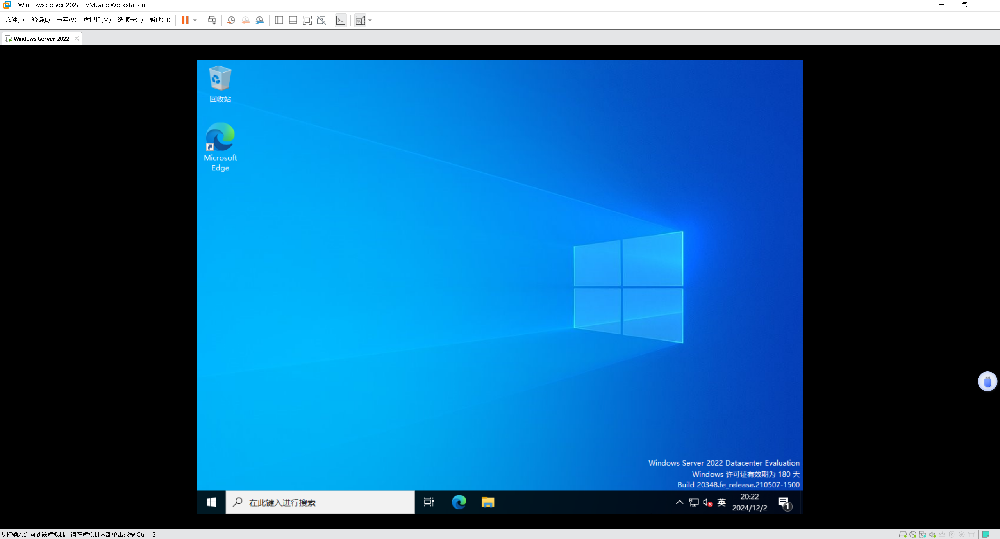 Windows Server 2022 - VMware Workstation
文件(F) 编辑(E) 查看(V) 虚拟机(M) 选项卡(T) 帮助(H)
Windows Server 2022
回收站
Microsoft
Edge
Windows Server 2022 Datacenter Evaluation
Windows 许可证有效期为 180 天
Build 20348.fe_release.210507-1500
在此键入进行搜索
英
20:22
2024/12/2
1
要将输入定向到该虚拟机，请在虚拟机内部单击或按 Ctrl+G。